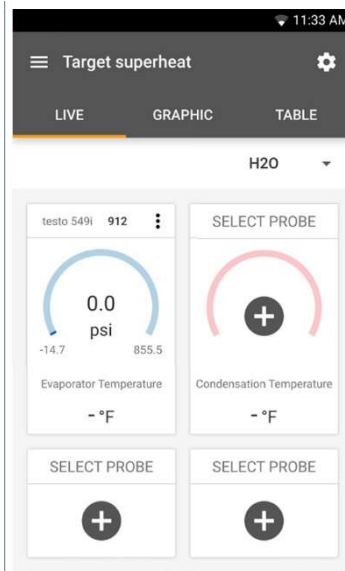 11:33 AM
Target superheat
LIVE GRAPHIC TABLE
H2O
testo 549i 912
SELECT PROBE
0.0
psi
-14.7 855.5
Evaporator Temperature
Condensation Temperature
- °F
- °F
SELECT PROBE
SELECT PROBE